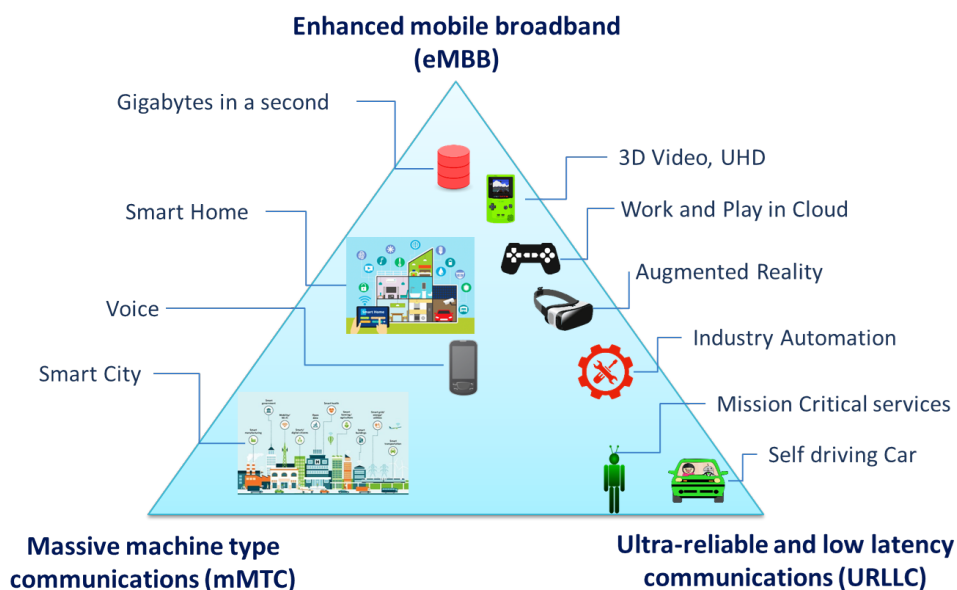 Enhanced mobile broadband
(eMBB)
Gigabytes in a second
3D Video, UHD
Smart Home
Work and Play in Cloud
Augmented Reality
Smart Home
Voice
Industry Automation
Smart City
Mission Critical services
Self driving Car
Massive machine type
communications (mMTC)
Ultra-reliable and low latency
communications (URLLC)